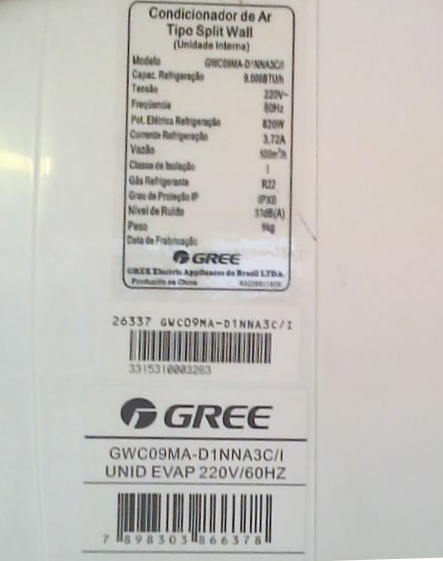 Condicionador de Ar
Tipo Split Wall
(Unidade Interna)
Modelo GWC09MA-D1NNA3C/I
Capac. Refrigeração 9.000BTU/h
Tensão 220V~
Frequência 60Hz
Pot. Elétrica Refrigeração 820W
Corrente Refrigeração 3,72A
Vazão 500m³/h
Classe de Isolação I
Gás Refrigerante R22
Grau de Proteção IP IPX0
Nível de Ruído 37dB(A)
Peso 9kg
Data de Fabricação
GREE
GREE Electric Appliances do Brasil LTDA.
Producido na China
26337 GWC09MA-D1NNA3C/I
3315310003263
GREE
GWC09MA-D1NNA3C/I
UNID EVAP 220V/60HZ
7 898303 866378